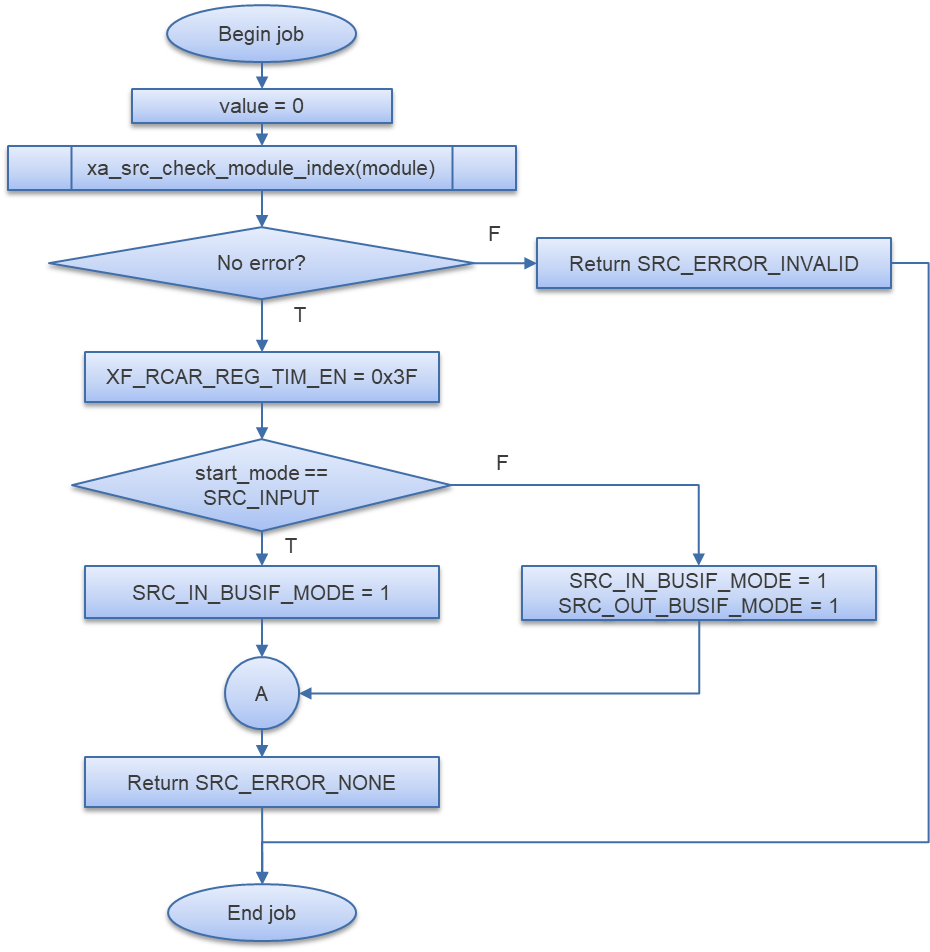 Begin job
value = 0
xa_src_check_module_index(module)
No error?
F
Return SRC_ERROR_INVALID
T
XF_RCAR_REG_TIM_EN = 0x3F
start_mode ==
SRC_INPUT
F
T
SRC_IN_BUSIF_MODE = 1
SRC_IN_BUSIF_MODE = 1
SRC_OUT_BUSIF_MODE = 1
A
Return SRC_ERROR_NONE
End job